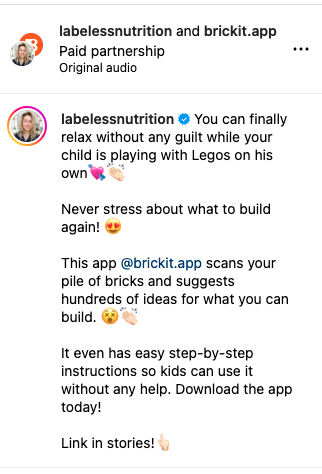 labelessnutrition and brickit.app
Paid partnership
Original audio
labelessnutrition You can finally
relax without any guilt while your
child is playing with Legos on his
own💘👏🏻
Never stress about what to build
again! 😍
This app @brickit.app scans your
pile of bricks and suggests
hundreds of ideas for what you can
build. 😵👏🏻
It even has easy step-by-step
instructions so kids can use it
without any help. Download the app
today!
Link in stories!👆🏻